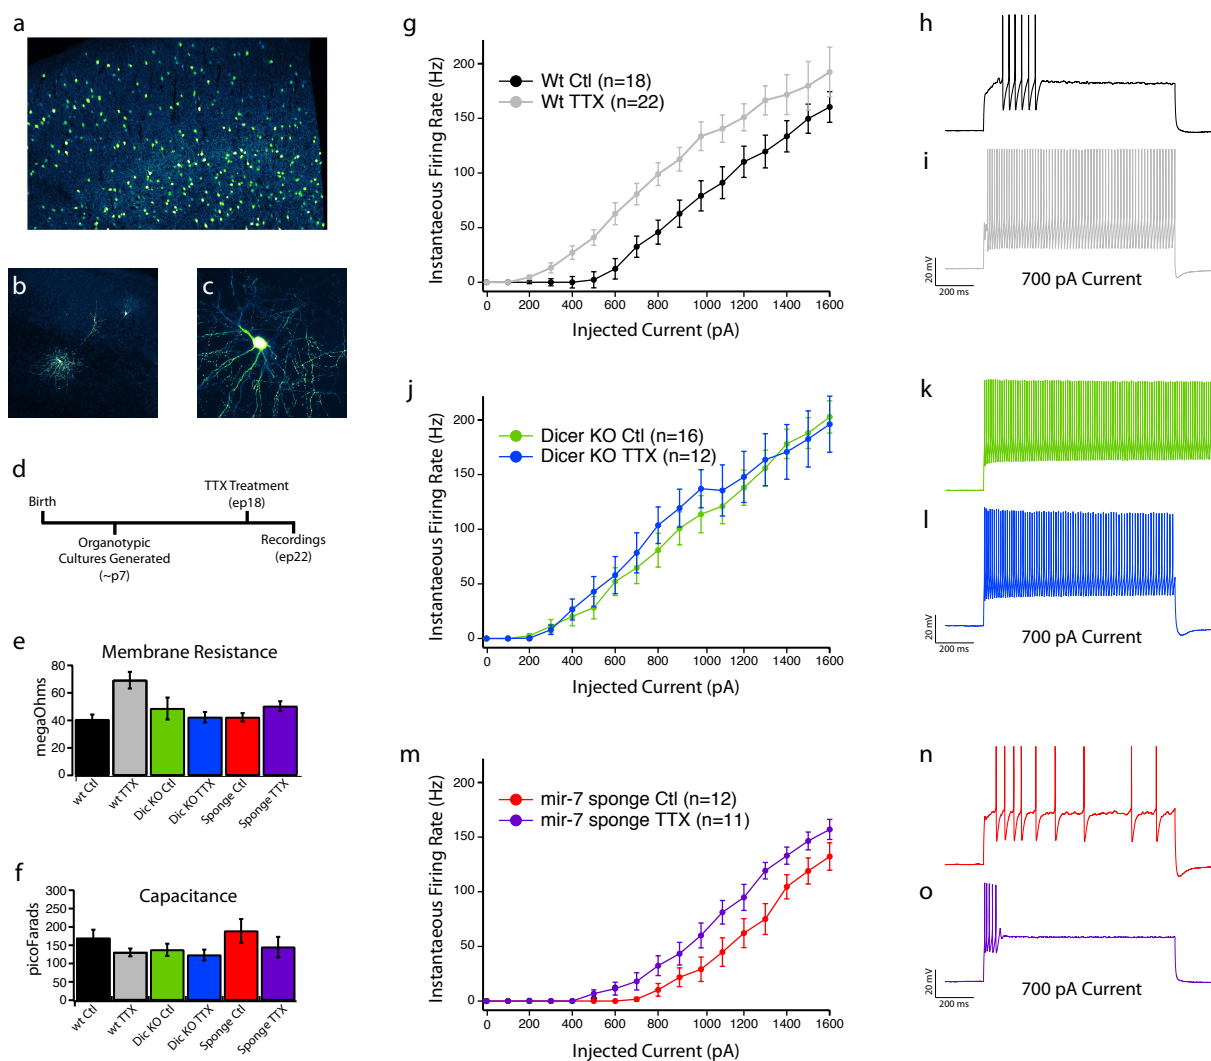 a
b
c
d
TTX Treatment
(ep18)
Birth
Organotypic
Cultures Generated
(~p7)
Recordings
(ep22)
e
Membrane Resistance
megaOhms
80
60
40
20
0
wt Ctl
wt TTX
Dic KO Ctl
Dic KO TTX
Sponge Ctl
Sponge TTX
f
Capacitance
picoFarads
300
250
200
150
100
50
0
wt Ctl
wt TTX
Dic KO Ctl
Dic KO TTX
Sponge Ctl
Sponge TTX
g
Instantaeous Firing Rate (Hz)
200
150
100
50
0
Wt Ctl (n=18)
Wt TTX (n=22)
0 200 400 600 800 1000 1200 1400 1600
Injected Current (pA)
h
i
20 mV
200 ms
700 pA Current
j
Instantaeous Firing Rate (Hz)
200
150
100
50
0
Dicer KO Ctl (n=16)
Dicer KO TTX (n=12)
0 200 400 600 800 1000 1200 1400 1600
Injected Current (pA)
k
l
20 mV
200 ms
700 pA Current
m
Instantaeous Firing Rate (Hz)
200
150
100
50
0
mir-7 sponge Ctl (n=12)
mir-7 sponge TTX (n=11)
0 200 400 600 800 1000 1200 1400 1600
Injected Current (pA)
n
o
20 mV
200 ms
700 pA Current